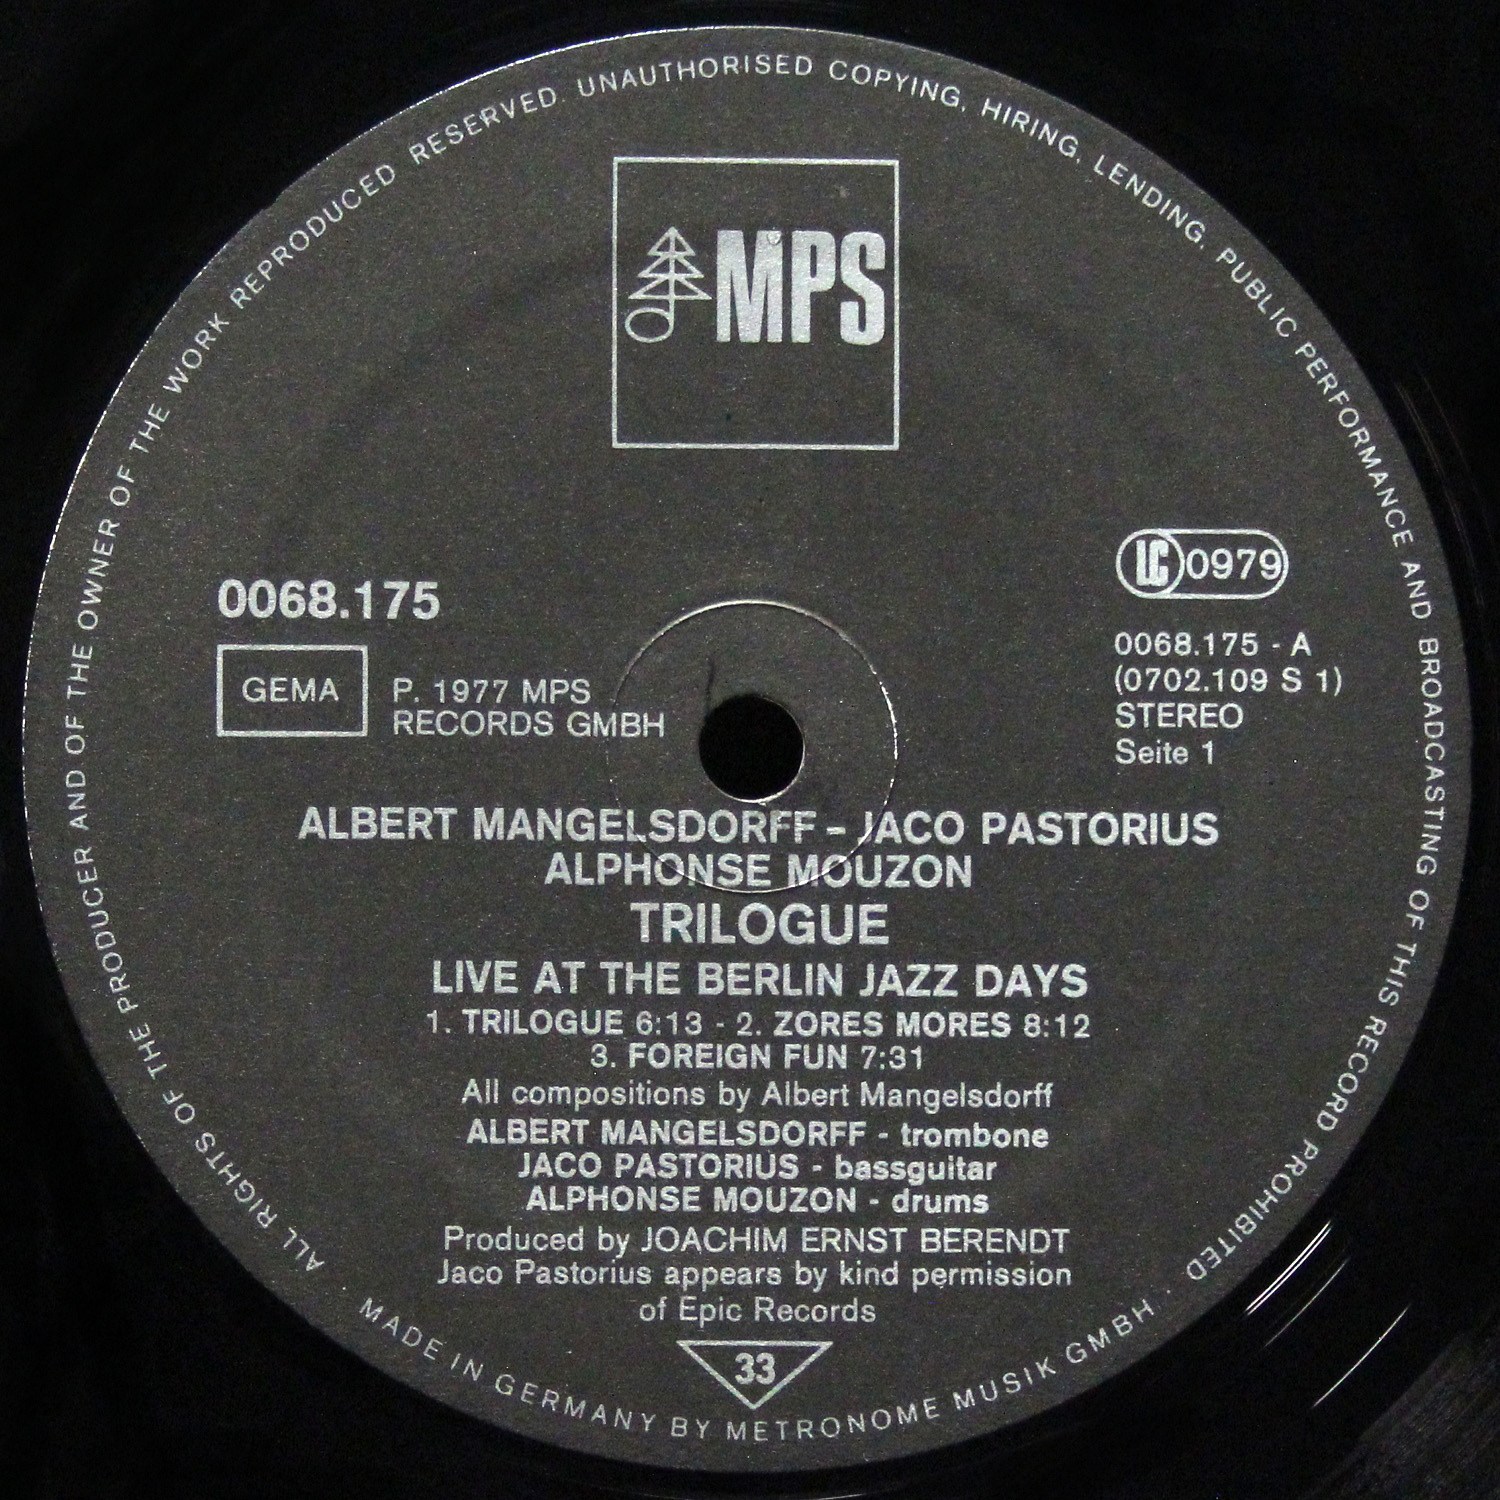 ALL RIGHTS OF THE PRODUCER AND OF THE OWNER OF THE WORK REPRODUCED RESERVED. UNAUTHORISED COPYING, HIRING, LENDING, PUBLIC PERFORMANCE AND BROADCASTING OF THIS RECORD PROHIBITED
MPS
0068.175
GEMA
P. 1977 MPS
RECORDS GMBH
LC 0979
0068.175 - A
(0702.109 S 1)
STEREO
Seite 1
ALBERT MANGELSDORFF – JACO PASTORIUS
ALPHONSE MOUZON
TRILOGUE
LIVE AT THE BERLIN JAZZ DAYS
1. TRILOGUE 6:13 - 2. ZORES MORES 8:12
3. FOREIGN FUN 7:31
All compositions by Albert Mangelsdorff
ALBERT MANGELSDORFF - trombone
JACO PASTORIUS - bassguitar
ALPHONSE MOUZON - drums
Produced by JOACHIM ERNST BERENDT
Jaco Pastorius appears by kind permission
of Epic Records
33
· MADE IN GERMANY BY METRONOME MUSIK GMBH ·